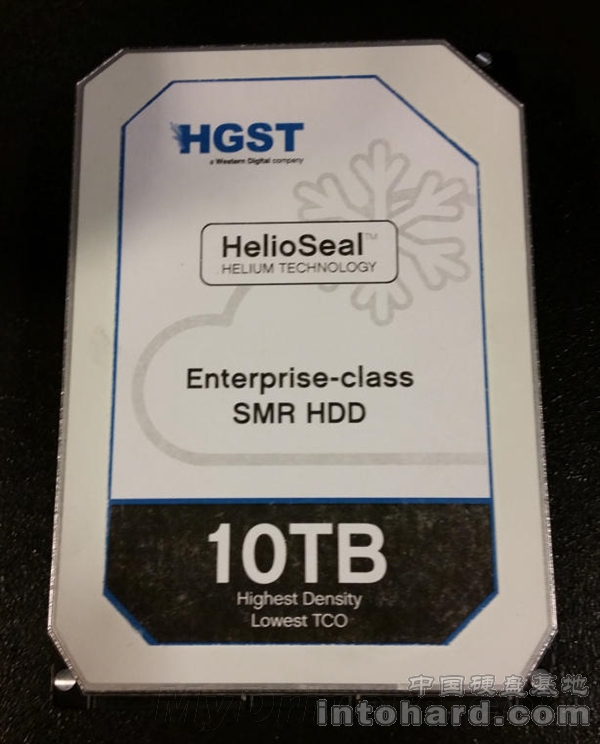 HGST
a Western Digital company
HelioSeal™
HELIUM TECHNOLOGY
Enterprise-class
SMR HDD
10TB
Highest Density
Lowest TCO
中国硬盘基地
intohard.com